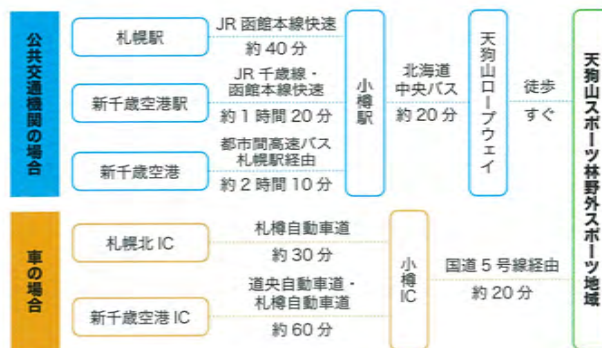 公共交通機関の場合
札幌駅
JR 函館本線快速
約 40 分
新千歳空港駅
JR 千歳線・
函館本線快速
約 1 時間 20 分
新千歳空港
都市間高速バス
札幌駅経由
約 2 時間 10 分
小樽駅
北海道
中央バス
約 20 分
天狗山ロープウェイ
徒歩
すぐ
天狗山スポーツ林野外スポーツ地域
車の場合
札幌北 IC
札樽自動車道
約 30 分
新千歳空港 IC
道央自動車道・
札樽自動車道
約 60 分
小樽IC
国道 5 号線経由
約 20 分